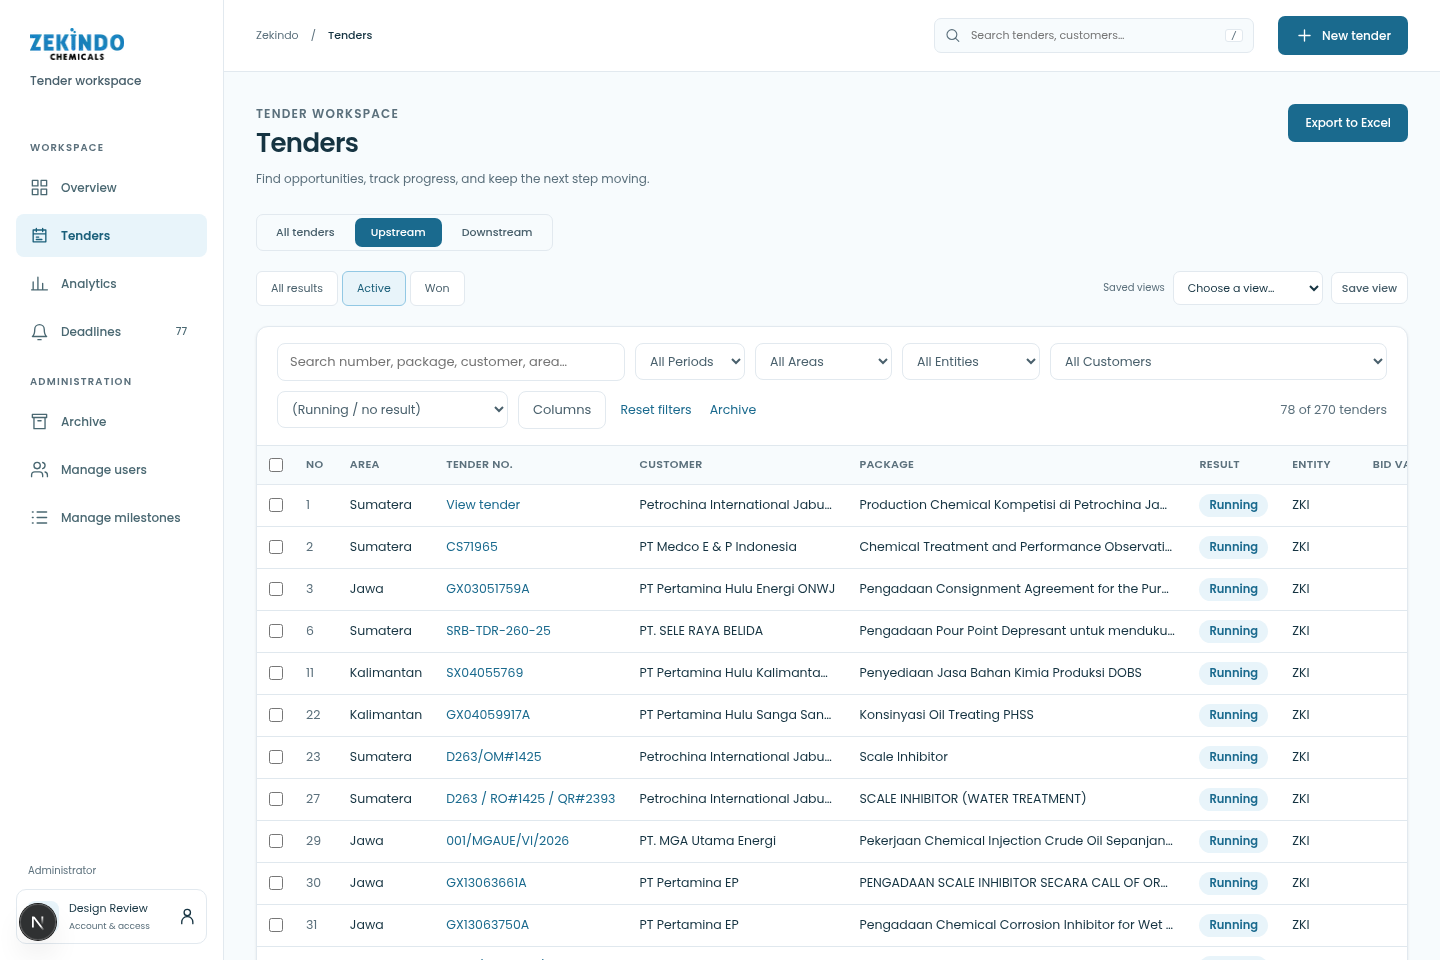 ZEKINDO
CHEMICALS
Tender workspace
WORKSPACE
Overview
Tenders
Analytics
Deadlines 77
ADMINISTRATION
Archive
Manage users
Manage milestones
Administrator
N
Design Review
Account & access
Zekindo / Tenders
Search tenders, customers... /
New tender
TENDER WORKSPACE
Tenders
Find opportunities, track progress, and keep the next step moving.
Export to Excel
All tenders Upstream Downstream
All results Active Won
Saved views Choose a view... Save view
Search number, package, customer, area... All Periods All Areas All Entities All Customers
(Running / no result) Columns Reset filters Archive 78 of 270 tenders
NO AREA TENDER NO. CUSTOMER PACKAGE RESULT ENTITY BID VA
1 Sumatera View tender Petrochina International Jabu... Production Chemical Kompetisi di Petrochina Ja... Running ZKI
2 Sumatera CS71965 PT Medco E & P Indonesia Chemical Treatment and Performance Observati... Running ZKI
3 Jawa GX03051759A PT Pertamina Hulu Energi ONWJ Pengadaan Consignment Agreement for the Pur... Running ZKI
6 Sumatera SRB-TDR-260-25 PT. SELE RAYA BELIDA Pengadaan Pour Point Depresant untuk menduku... Running ZKI
11 Kalimantan SX04055769 PT Pertamina Hulu Kalimanta... Penyediaan Jasa Bahan Kimia Produksi DOBS Running ZKI
22 Kalimantan GX04059917A PT Pertamina Hulu Sanga San... Konsinyasi Oil Treating PHSS Running ZKI
23 Sumatera D263/OM#1425 Petrochina International Jabu... Scale Inhibitor Running ZKI
27 Sumatera D263 / RO#1425 / QR#2393 Petrochina International Jabu... SCALE INHIBITOR (WATER TREATMENT) Running ZKI
29 Jawa 001/MGAUE/VI/2026 PT. MGA Utama Energi Pekerjaan Chemical Injection Crude Oil Sepanjan... Running ZKI
30 Jawa GX13063661A PT Pertamina EP PENGADAAN SCALE INHIBITOR SECARA CALL OF OR... Running ZKI
31 Jawa GX13063750A PT Pertamina EP Pengadaan Chemical Corrosion Inhibitor for Wet ... Running ZKI